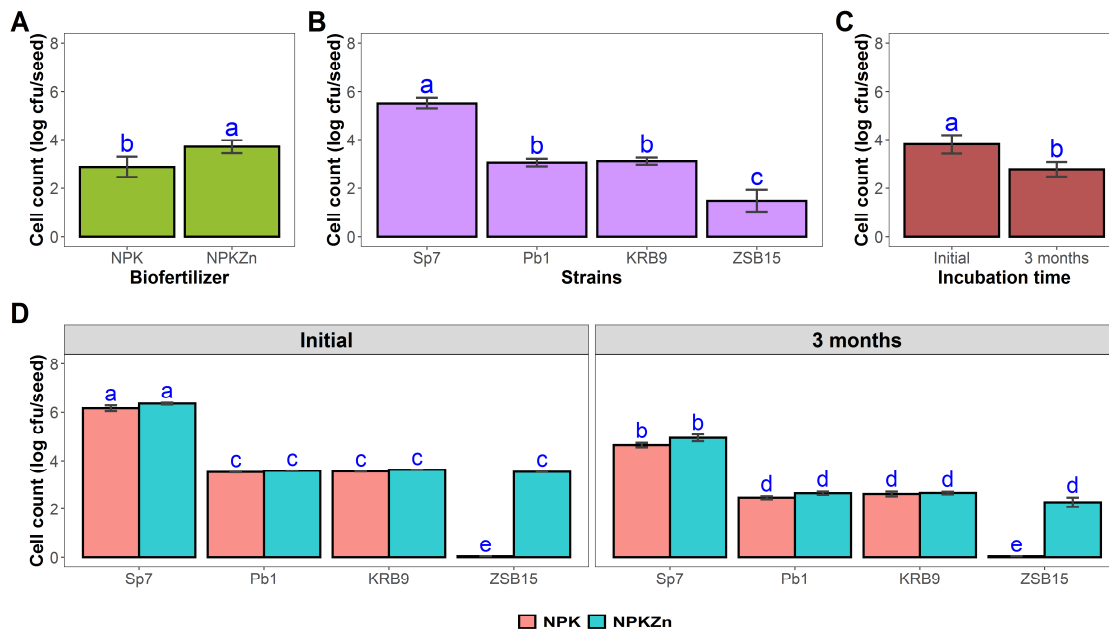 A
Cell count (log cfu/seed)
8
6
4
2
0
b
a
NPK
NPKZn
Biofertilizer
B
Cell count (log cfu/seed)
8
6
4
2
0
a
b
b
c
Sp7
Pb1
KRB9
ZSB15
Strains
C
Cell count (log cfu/seed)
8
6
4
2
0
a
b
Initial
3 months
Incubation time
D
Cell count (log cfu/seed)
8
6
4
2
0
Initial
a
a
c
c
c
c
e
c
Sp7
Pb1
KRB9
ZSB15
3 months
b
b
d
d
d
d
e
d
Sp7
Pb1
KRB9
ZSB15
NPK
NPKZn